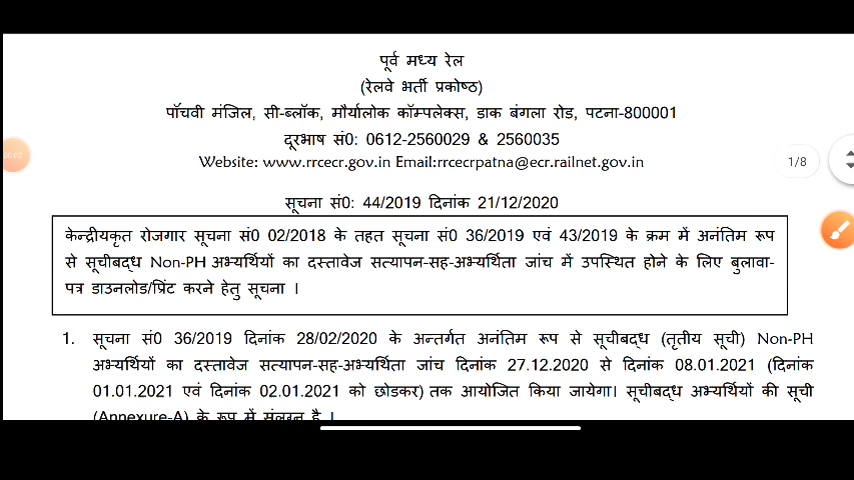 पूर्व मध्य रेल
(रेलवे भर्ती प्रकोष्ठ)
पाँचवी मंजिल, सी-ब्लॉक, मौर्यालोक कॉम्पलेक्स, डाक बंगला रोड, पटना-800001
दूरभाष सं0: 0612-2560029 & 2560035
Website: www.rrcecr.gov.in Email:rrcecrpatna@ecr.railnet.gov.in
1/8
00:02
सूचना सं0: 44/2019 दिनांक 21/12/2020
केन्द्रीयकृत रोजगार सूचना सं0 02/2018 के तहत सूचना सं0 36/2019 एवं 43/2019 के क्रम में अनंतिम रूप
से सूचीबद्ध Non-PH अभ्यर्थियों का दस्तावेज सत्यापन-सह-अभ्यर्थिता जांच में उपस्थित होने के लिए बुलावा-
पत्र डाउनलोड/प्रिंट करने हेतु सूचना ।
1. सूचना सं0 36/2019 दिनांक 28/02/2020 के अन्तर्गत अनंतिम रूप से सूचीबद्ध (तृतीय सूची) Non-PH
अभ्यर्थियों का दस्तावेज सत्यापन-सह-अभ्यर्थिता जांच दिनांक 27.12.2020 से दिनांक 08.01.2021 (दिनांक
01.01.2021 एवं दिनांक 02.01.2021 को छोडकर) तक आयोजित किया जायेगा। सूचीबद्ध अभ्यर्थियों की सूची
(Annexure-A) के रूप में संलग्न है ।